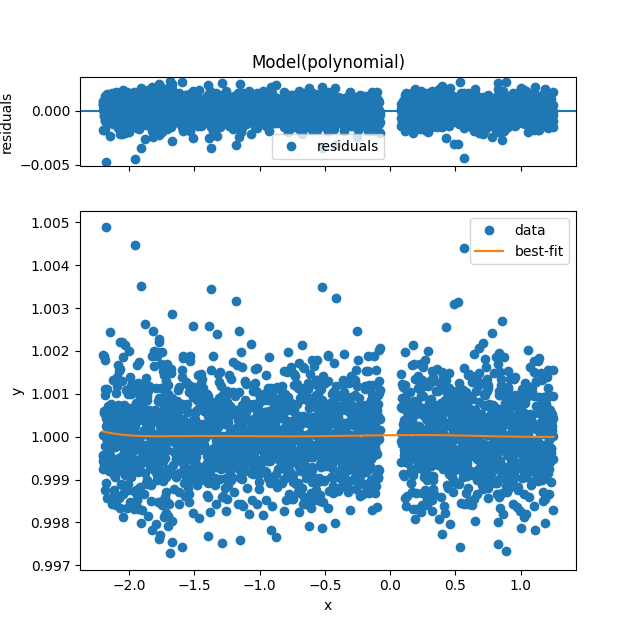 Model(polynomial)
residuals
0.000
−0.005
residuals
1.005
1.004
1.003
1.002
1.001
1.000
0.999
0.998
0.997
y
data
best-fit
−2.0 −1.5 −1.0 −0.5 0.0 0.5 1.0
x